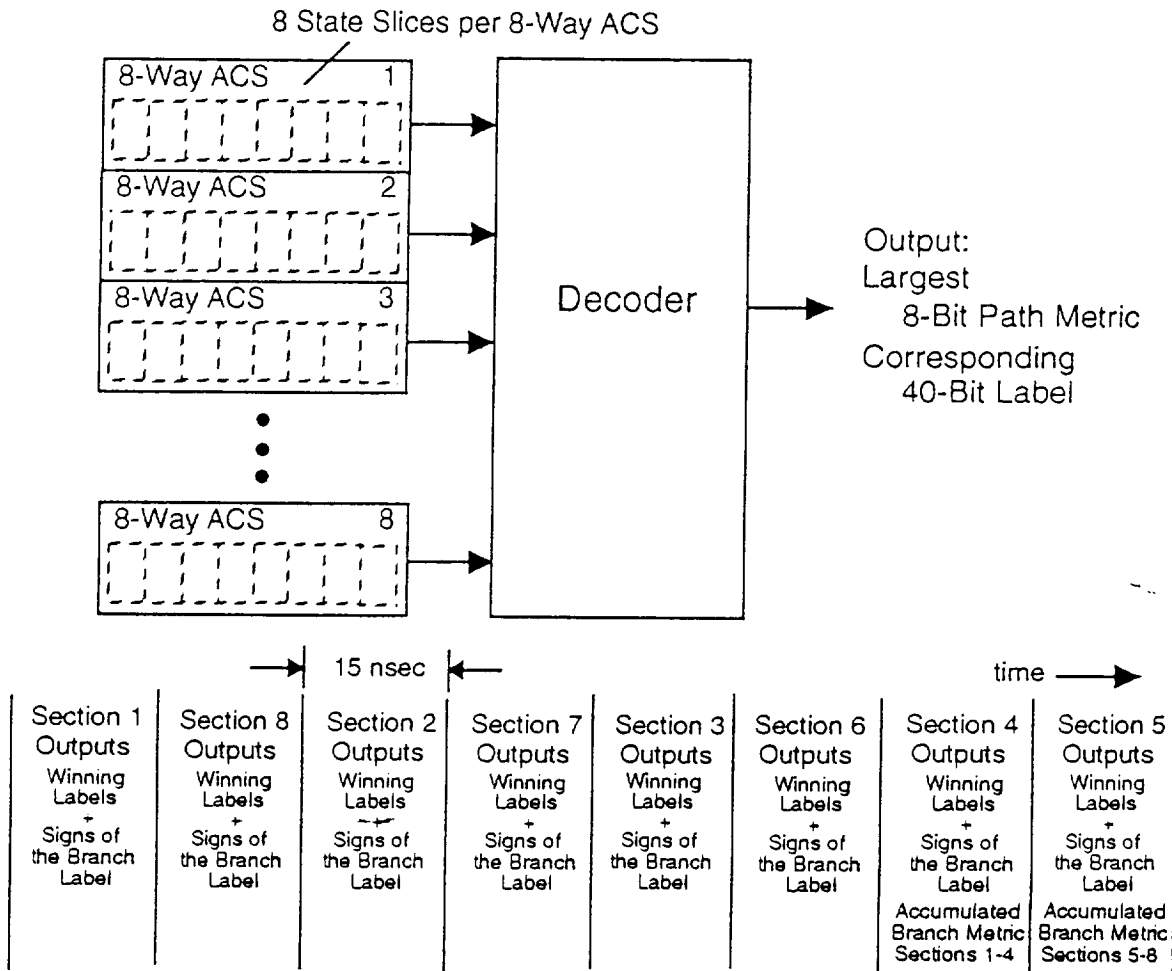 8 State Slices per 8-Way ACS
8-Way ACS 1
8-Way ACS 2
8-Way ACS 3
8-Way ACS 8
Decoder
Output:
Largest
8-Bit Path Metric
Corresponding
40-Bit Label
15 nsec
time
Section 1
Outputs
Winning
Labels
+
Signs of
the Branch
Label
Section 8
Outputs
Winning
Labels
+
Signs of
the Branch
Label
Section 2
Outputs
Winning
Labels
+
Signs of
the Branch
Label
Section 7
Outputs
Winning
Labels
+
Signs of
the Branch
Label
Section 3
Outputs
Winning
Labels
+
Signs of
the Branch
Label
Section 6
Outputs
Winning
Labels
+
Signs of
the Branch
Label
Section 4
Outputs
Winning
Labels
+
Signs of
the Branch
Label
Accumulated
Branch Metric
Sections 1-4
Section 5
Outputs
Winning
Labels
+
Signs of
the Branch
Label
Accumulated
Branch Metric
Sections 5-8